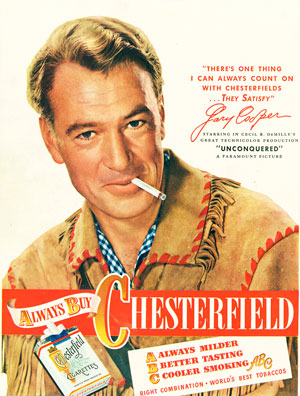 "THERE'S ONE THING
I CAN ALWAYS COUNT ON
WITH CHESTERFIELDS
...THEY SATISFY"
Gary Cooper
STARRING IN CECIL B. DeMILLE'S
GREAT TECHNICOLOR PRODUCTION
"UNCONQUERED"
A PARAMOUNT PICTURE
ALWAYS BUY CHESTERFIELD
Chesterfield
CIGARETTES
ALWAYS MILDER
BETTER TASTING
COOLER SMOKING ABC
RIGHT COMBINATION • WORLD'S BEST TOBACCOS